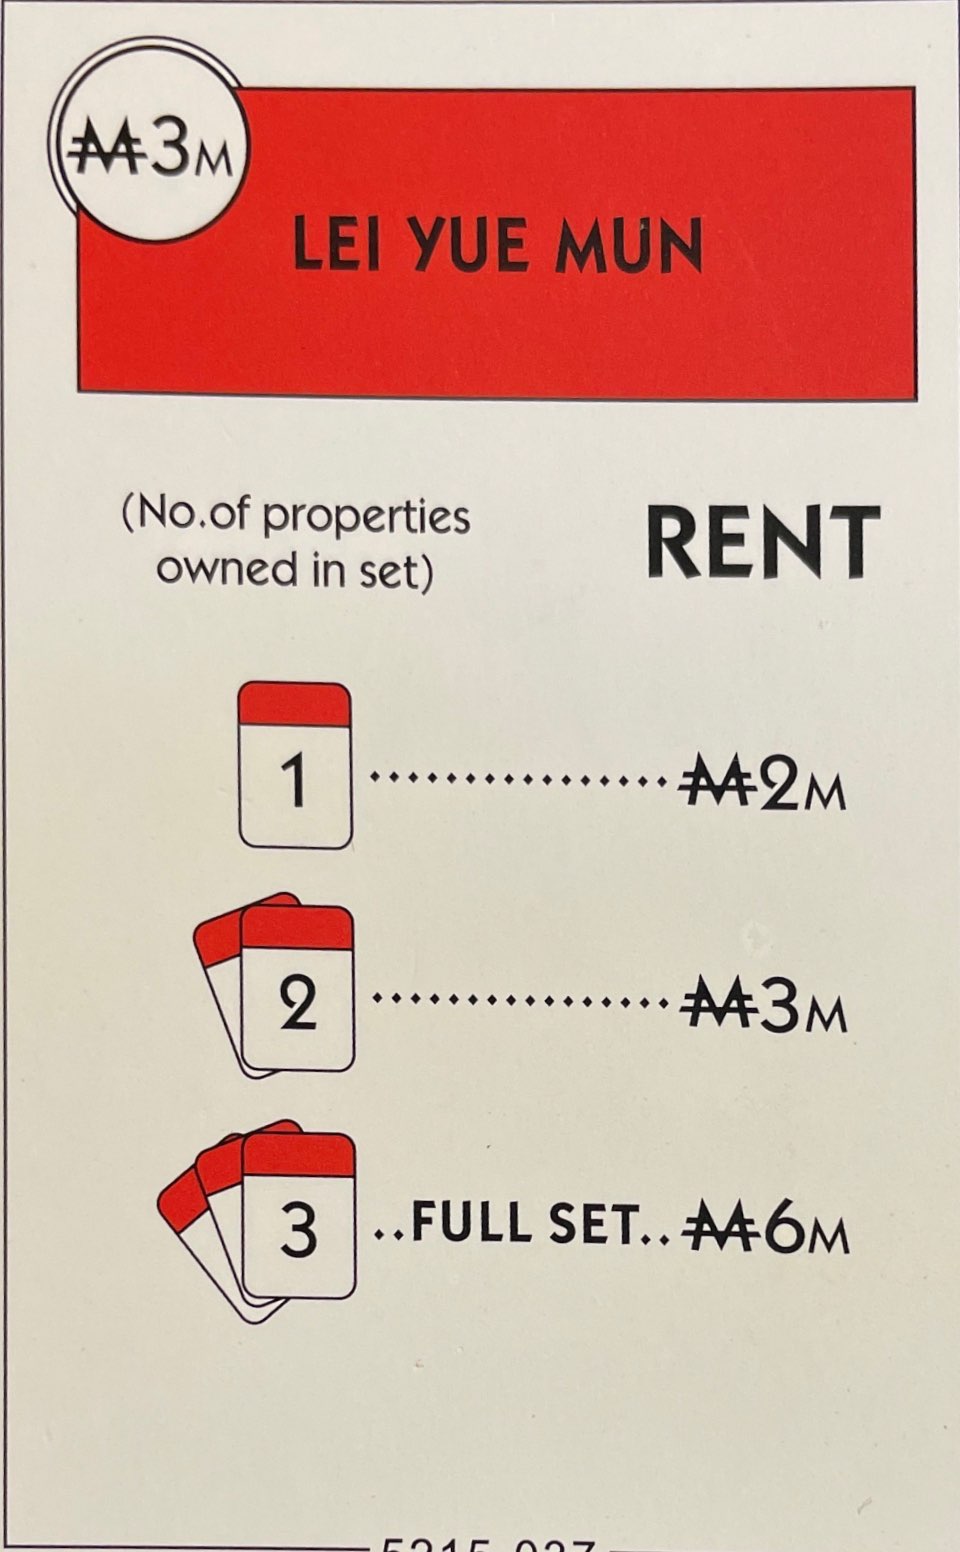 ₩3M
LEI YUE MUN
(No.of properties
owned in set)
RENT
1 ................ ₩2M
2 ................ ₩3M
3 ..FULL SET.. ₩6M